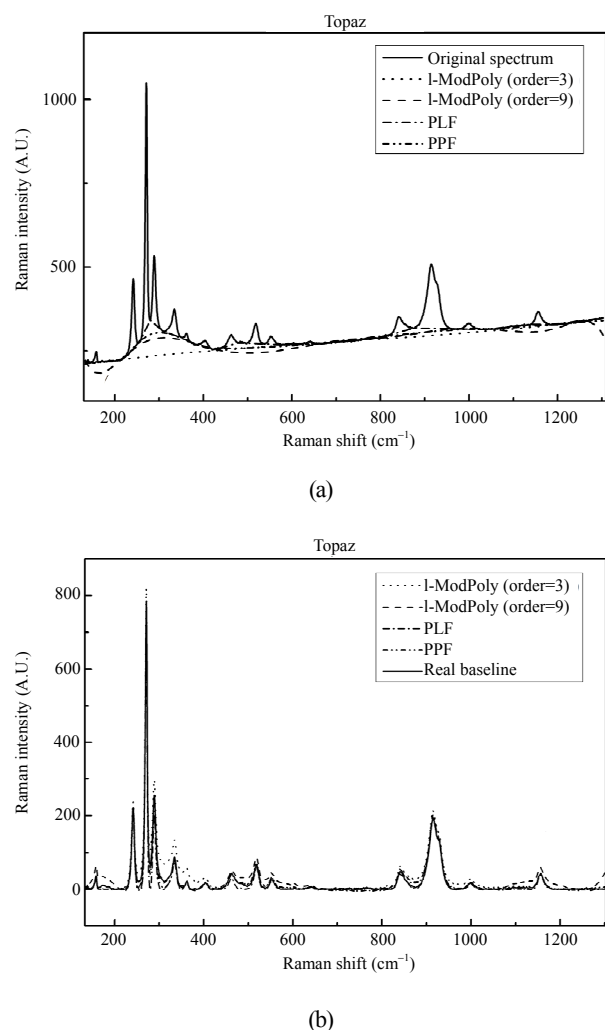 Topaz
Original spectrum
l-ModPoly (order=3)
l-ModPoly (order=9)
PLF
PPF
1000
500
Raman intensity (A.U.)
200 400 600 800 1000 1200
Raman shift (cm⁻¹)
(a)
Topaz
l-ModPoly (order=3)
l-ModPoly (order=9)
PLF
PPF
Real baseline
800
600
400
200
0
Raman intensity (A.U.)
200 400 600 800 1000 1200
Raman shift (cm⁻¹)
(b)